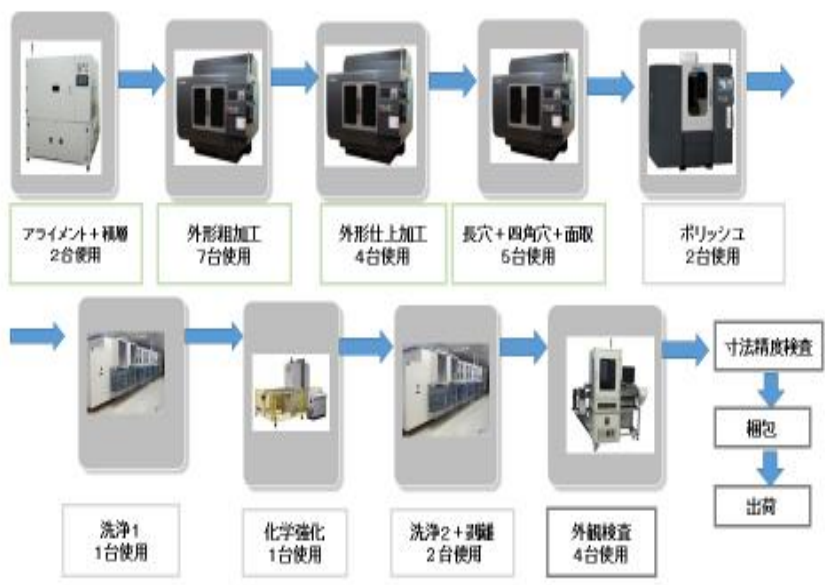 アライメント＋積層
2台使用
外形粗加工
7台使用
外形仕上加工
4台使用
長穴＋四角穴＋面取
5台使用
ポリッシュ
2台使用
洗浄1
1台使用
化学強化
1台使用
洗浄2＋剥離
2台使用
外観検査
4台使用
寸法精度検査
梱包
出荷